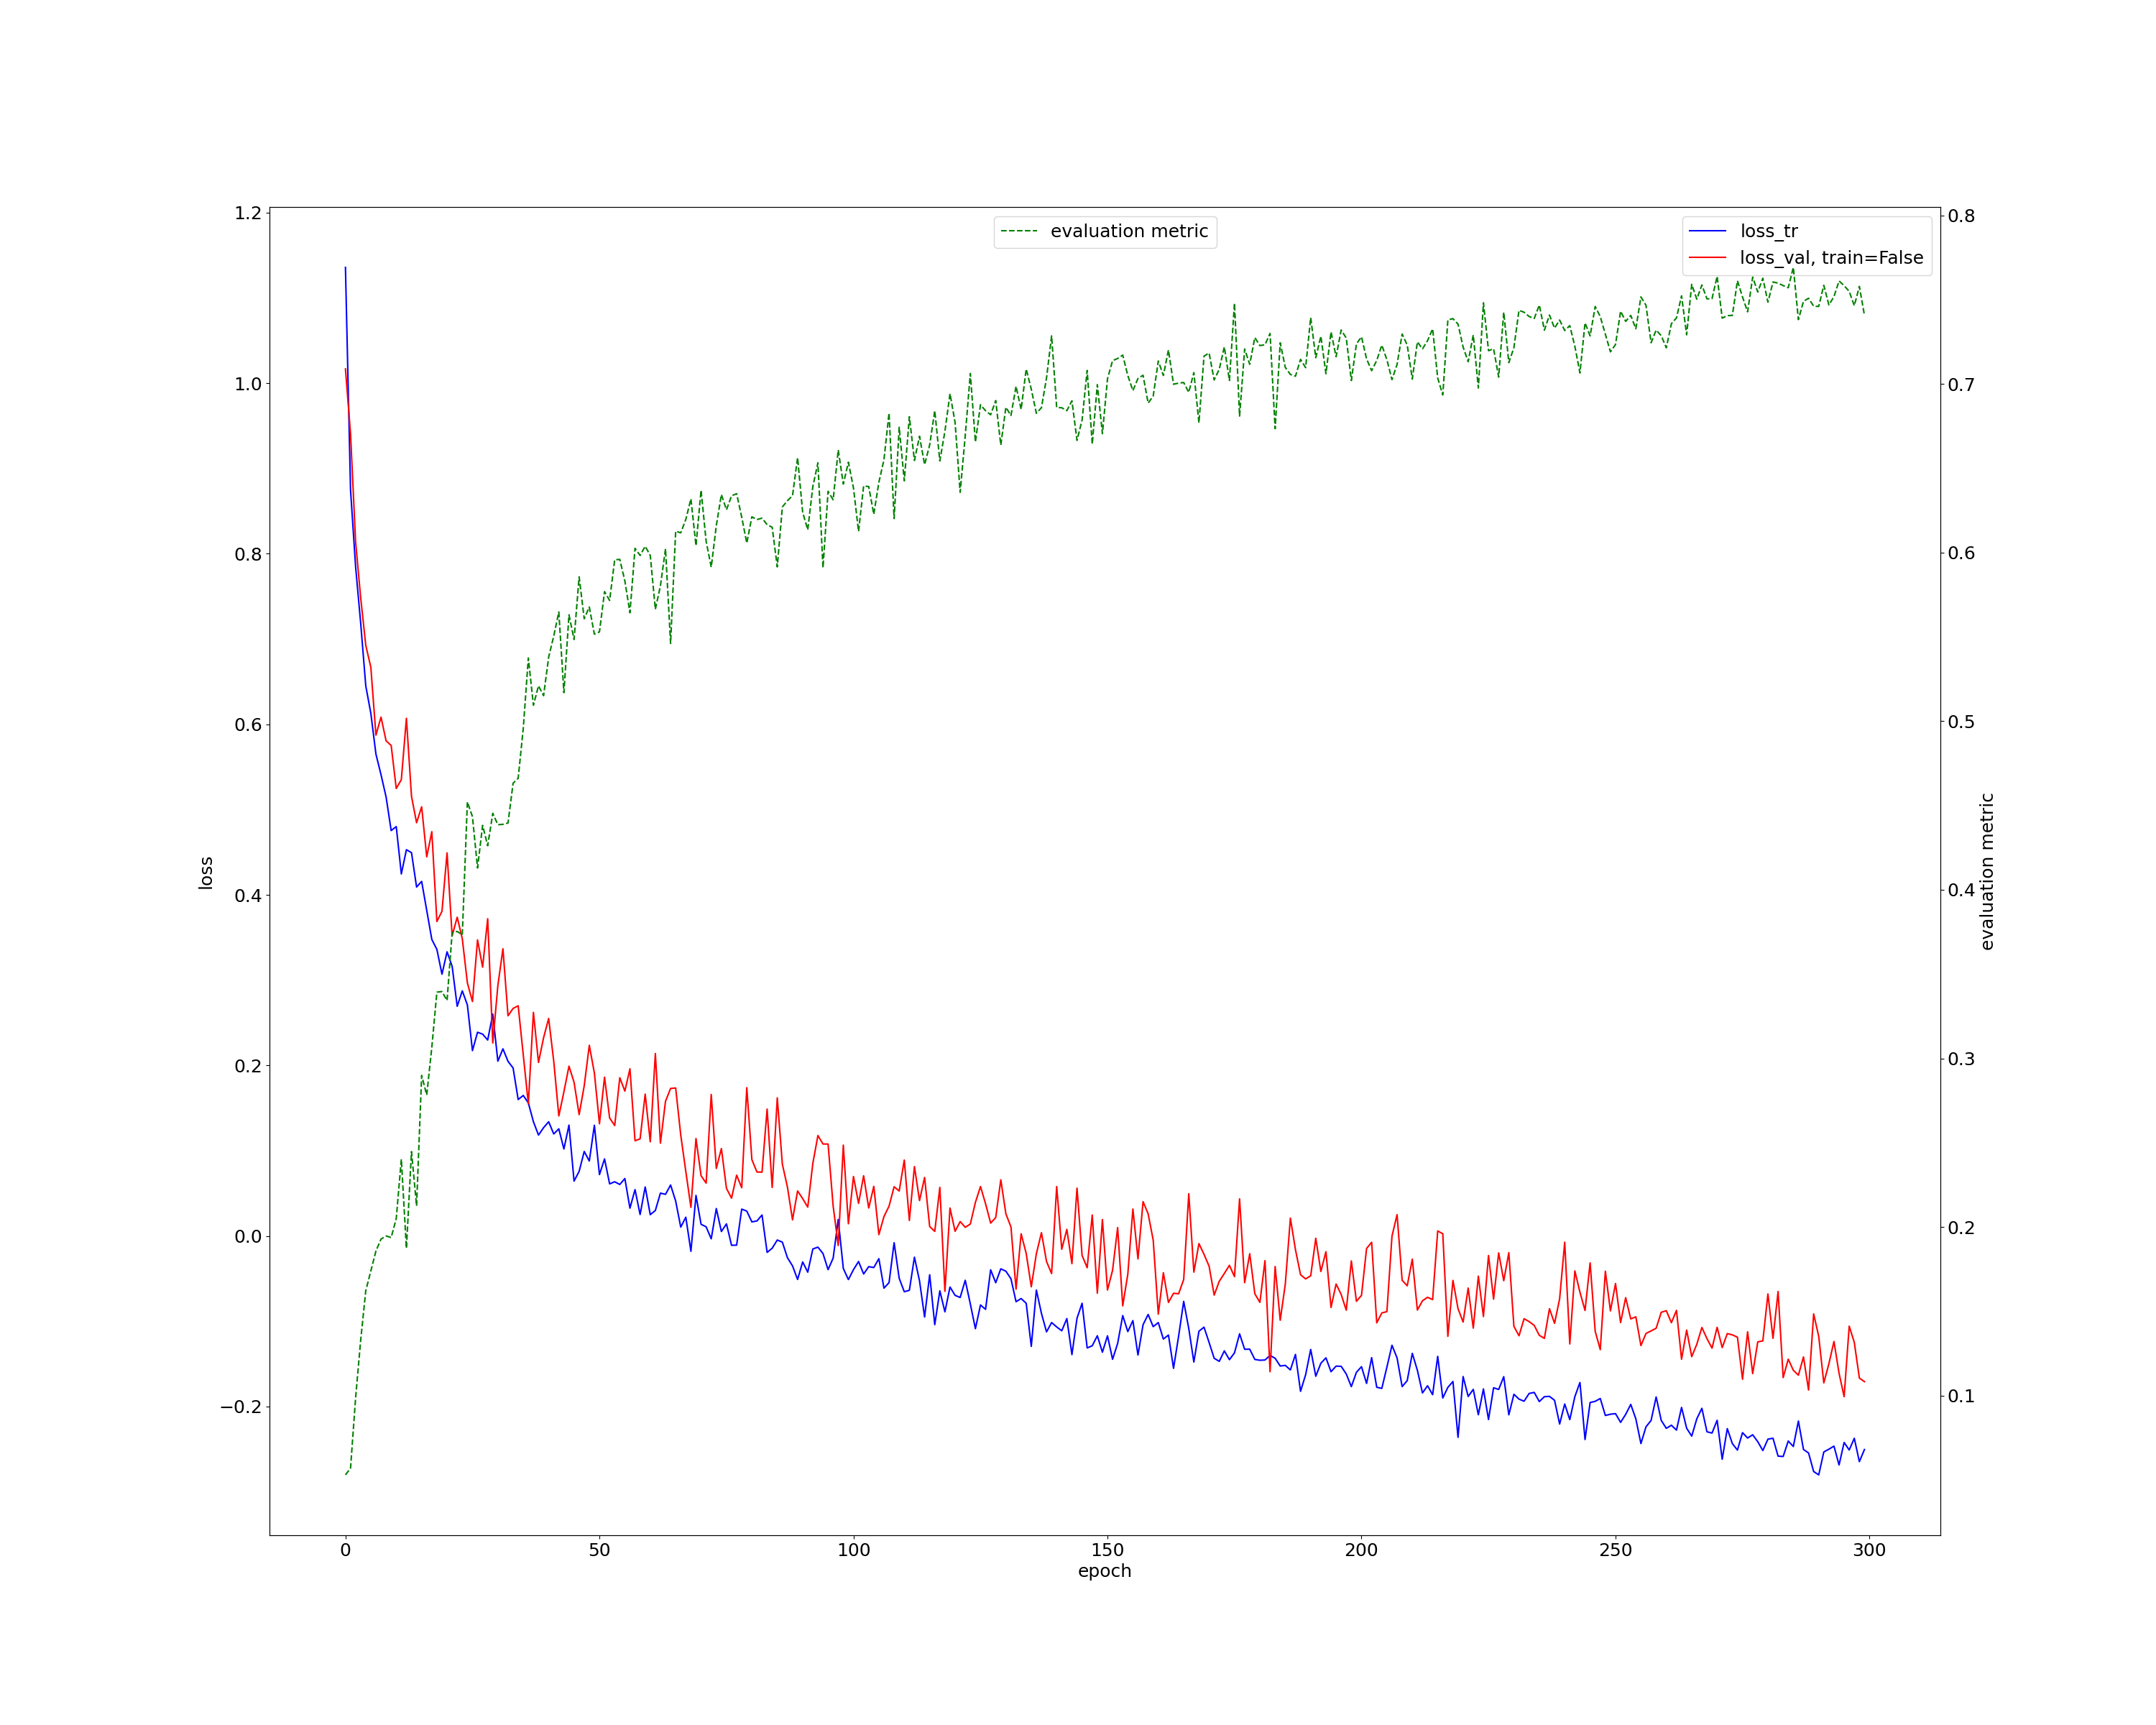 evaluation metric
loss_tr
loss_val, train=False
1.2
1.0
0.8
0.6
0.4
0.2
0.0
−0.2
loss
0.8
0.7
0.6
0.5
0.4
0.3
0.2
0.1
evaluation metric
0 50 100 150 200 250 300
epoch